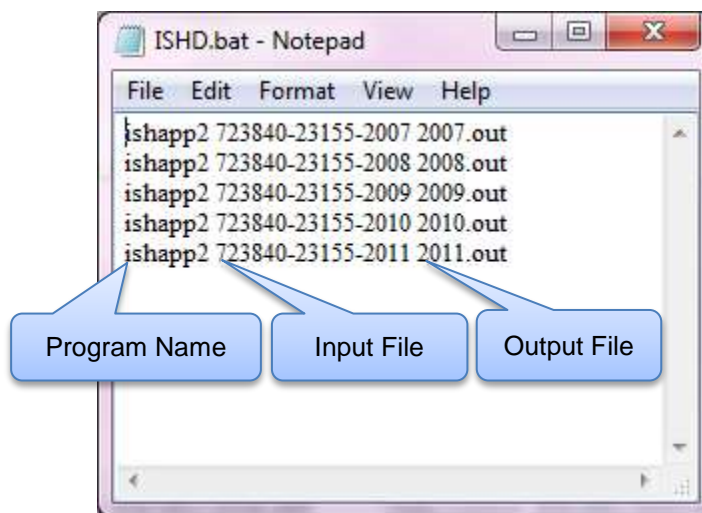 ISHD.bat - Notepad
File Edit Format View Help
ishapp2 723840-23155-2007 2007.out
ishapp2 723840-23155-2008 2008.out
ishapp2 723840-23155-2009 2009.out
ishapp2 723840-23155-2010 2010.out
ishapp2 723840-23155-2011 2011.out
Program Name Input File Output File